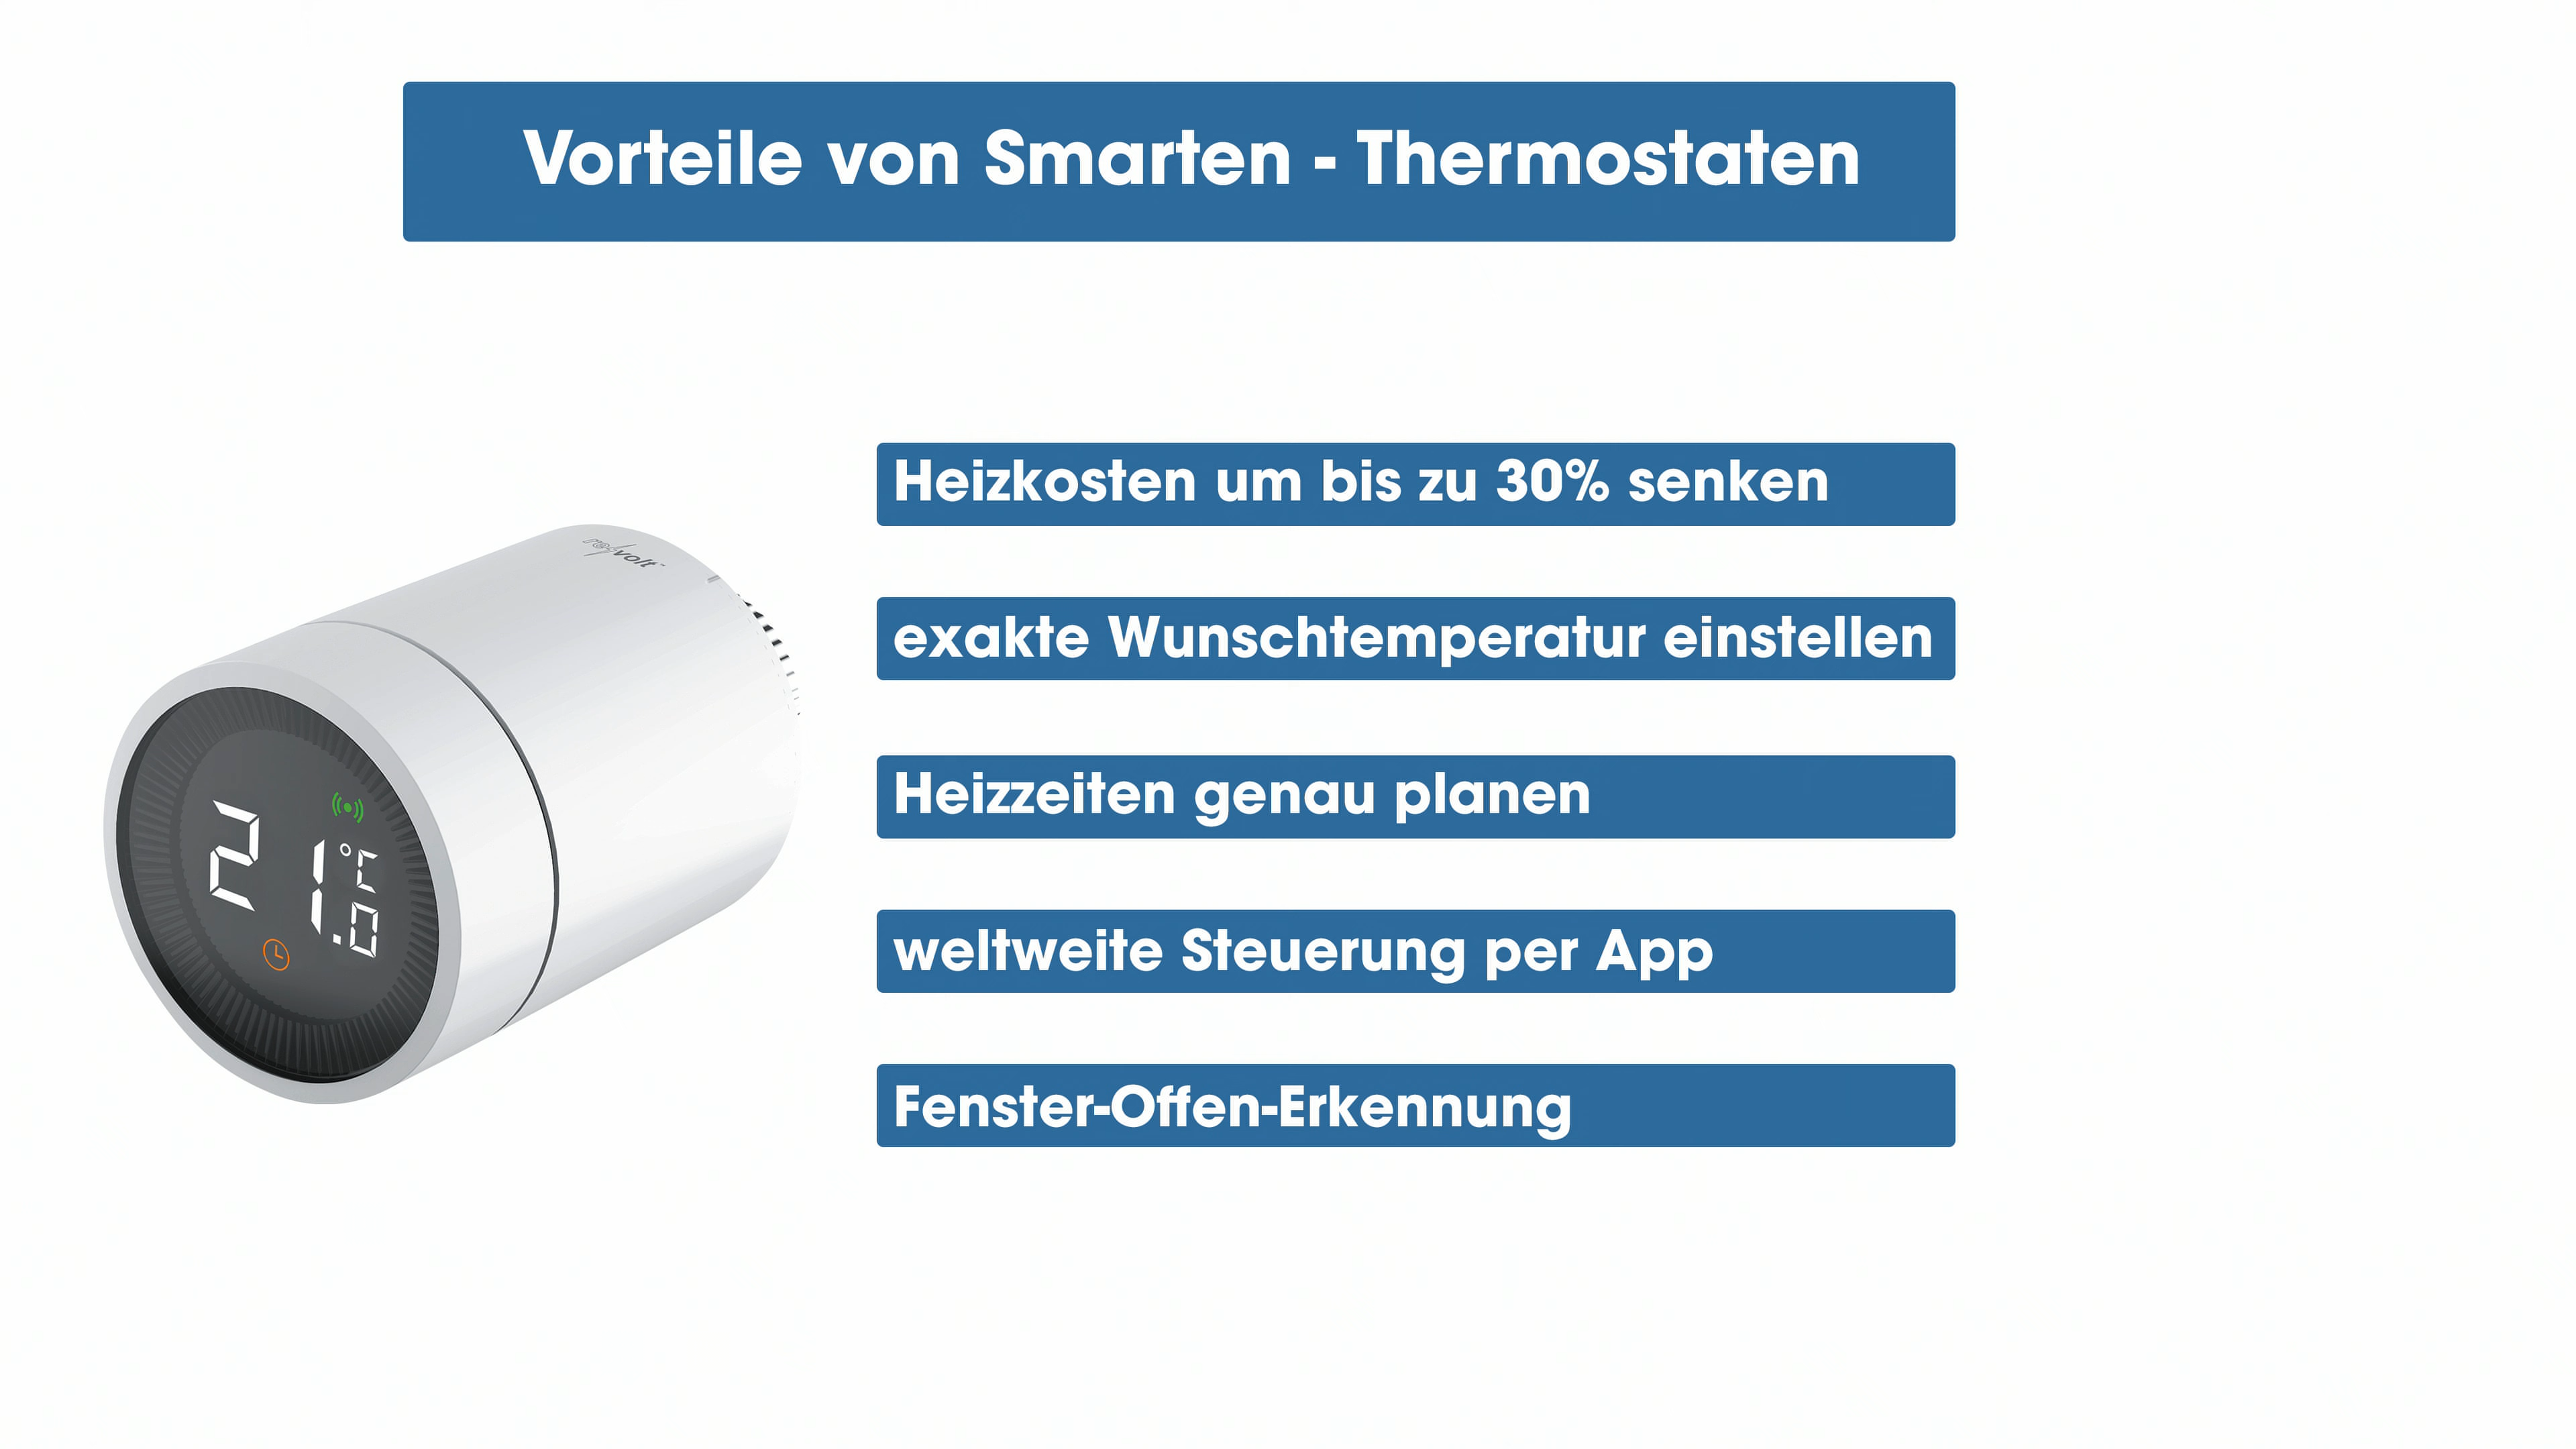 Vorteile von Smarten - Thermostaten
Heizkosten um bis zu 30% senken
exakte Wunschtemperatur einstellen
Heizzeiten genau planen
weltweite Steuerung per App
Fenster-Offen-Erkennung
revolt
21.0 °C